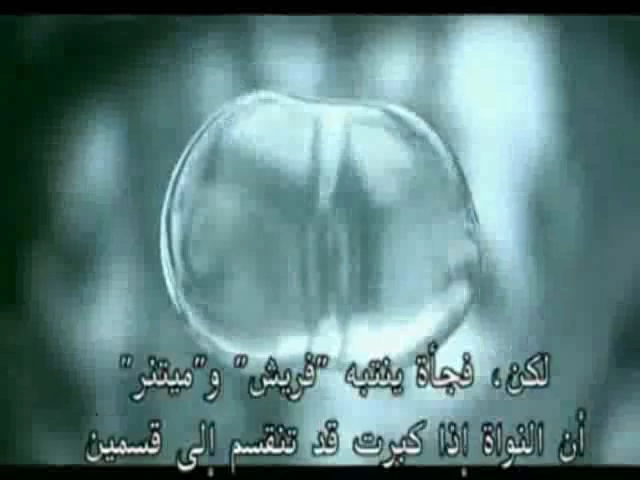 لكن، فجأة ينتبه "فريش" و"ميتنر"
أن النواة إذا كبرت قد تنقسم إلى قسمين